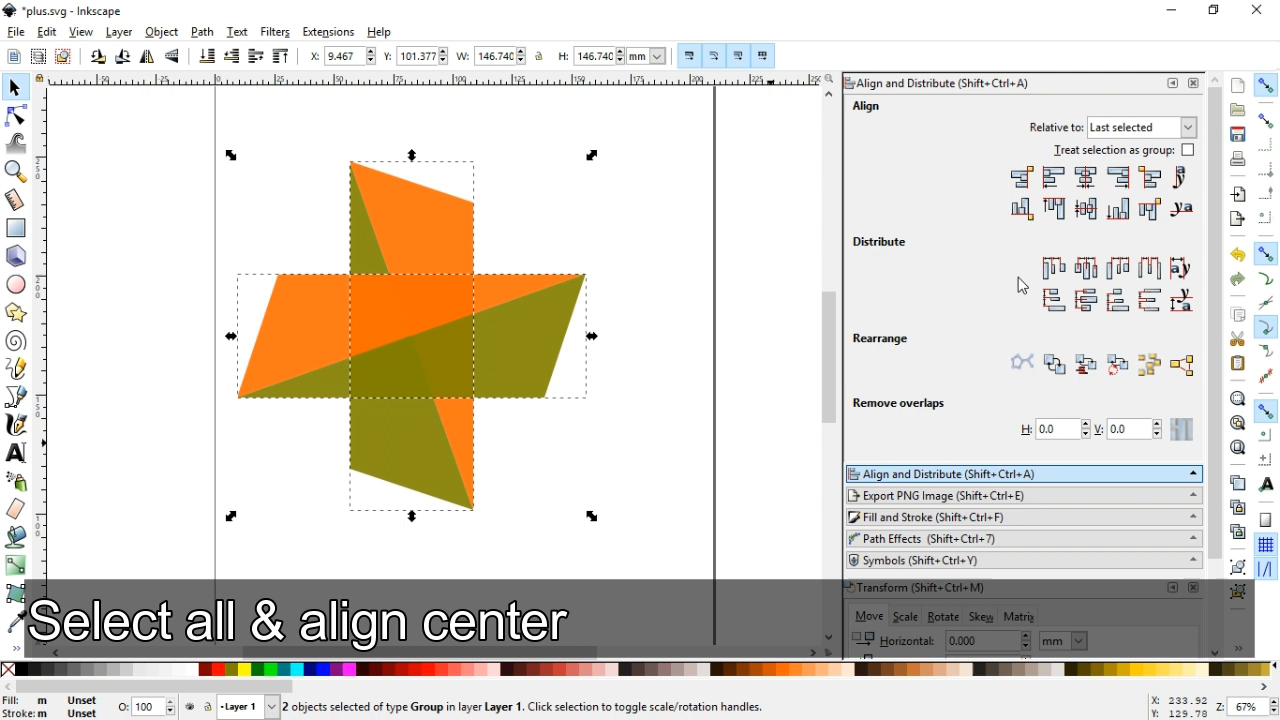 *plus.svg - Inkscape
File Edit View Layer Object Path Text Filters Extensions Help
X: 9.467 Y: 101.377 W: 146.740 H: 146.740 mm
Align and Distribute (Shift+Ctrl+A)
Align
Relative to: Last selected
Treat selection as group:
Distribute
Rearrange
Remove overlaps
H: 0.0 V: 0.0
Align and Distribute (Shift+Ctrl+A)
Export PNG Image (Shift+Ctrl+E)
Fill and Stroke (Shift+Ctrl+F)
Path Effects (Shift+Ctrl+7)
Symbols (Shift+Ctrl+Y)
Transform (Shift+Ctrl+M)
Select all & align center
Move Scale Rotate Skew Matrix
Horizontal: 0.000 mm
Fill: m Unset
Stroke: m Unset
O: 100
Layer 1
2 objects selected of type Group in layer Layer 1. Click selection to toggle scale/rotation handles.
X: 233.92
Y: 129.78
Z: 67%